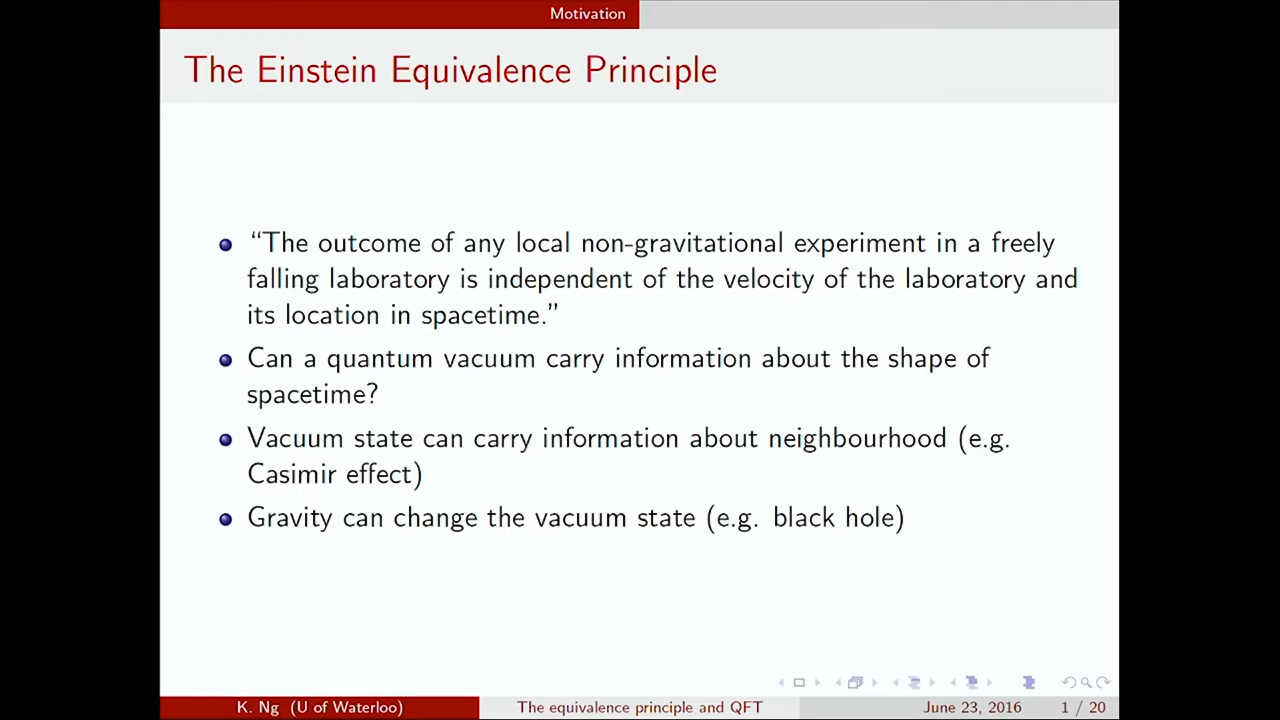 Motivation
The Einstein Equivalence Principle
“The outcome of any local non-gravitational experiment in a freely
falling laboratory is independent of the velocity of the laboratory and
its location in spacetime.”
Can a quantum vacuum carry information about the shape of
spacetime?
Vacuum state can carry information about neighbourhood (e.g.
Casimir effect)
Gravity can change the vacuum state (e.g. black hole)
K. Ng (U of Waterloo)
The equivalence principle and QFT
June 23, 2016
1 / 20